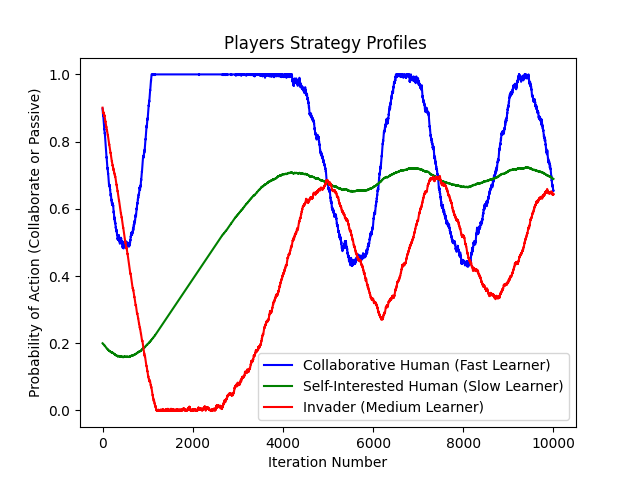 Players Strategy Profiles
Probability of Action (Collaborate or Passive)
1.0
0.8
0.6
0.4
0.2
0.0
Collaborative Human (Fast Learner)
Self-Interested Human (Slow Learner)
Invader (Medium Learner)
0 2000 4000 6000 8000 10000
Iteration Number